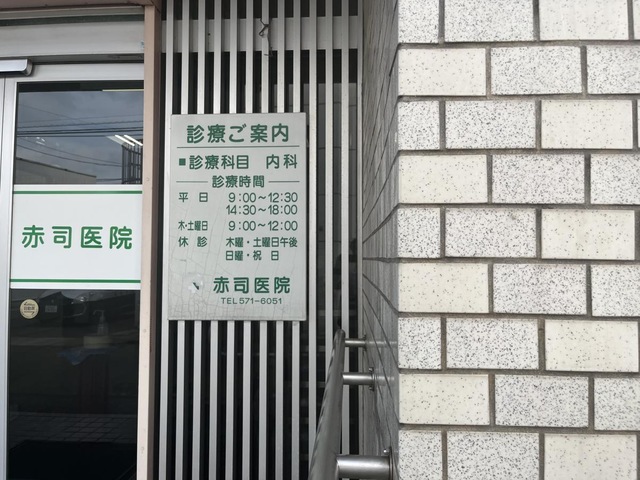 診療ご案内
■診療科目 内科
診療時間
平日 9:00～12:30
14:30～18:00
木・土曜日 9:00～12:00
休診 木曜・土曜日午後
日曜・祝日
赤司医院
TEL 571-6051
赤司医院